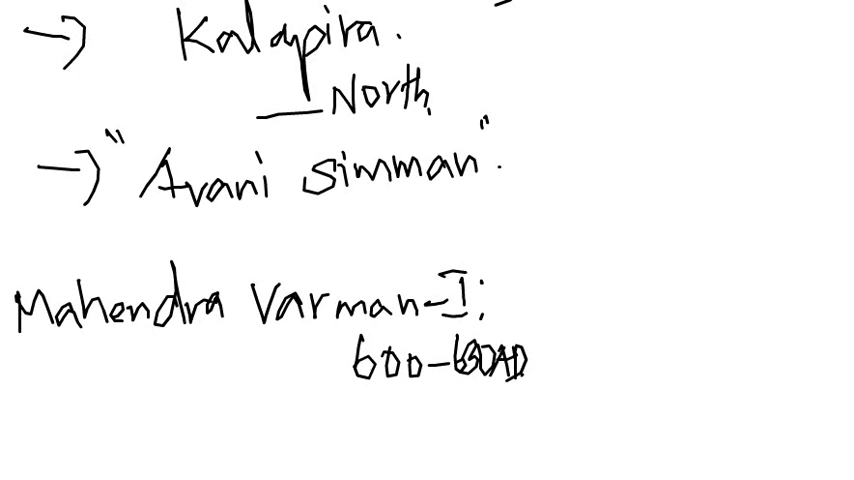 → Kalapira.
— North.
→ "Avani Simman".
Mahendra Varman-I:
600-630AD